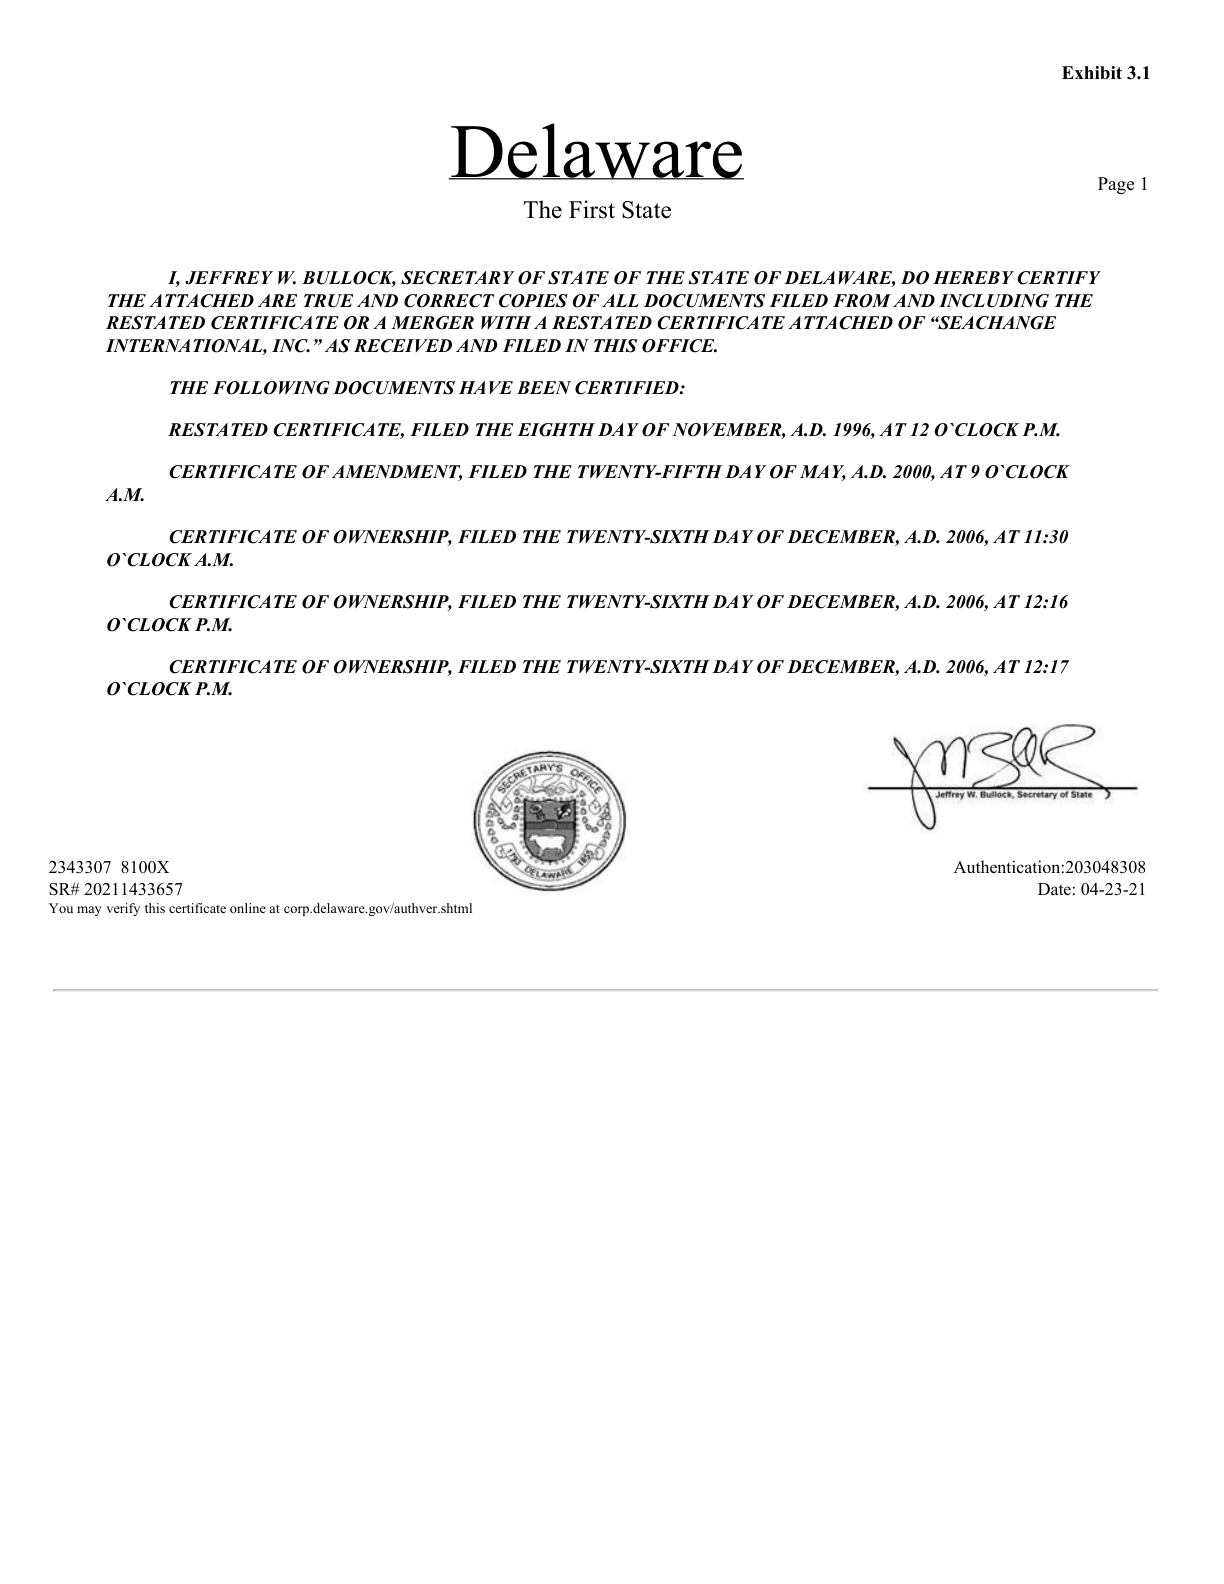 Exhibit 3.1
Delaware
Page 1
The First State
I, JEFFREY W. BULLOCK, SECRETARY OF STATE OF THE STATE OF DELAWARE, DO HEREBY CERTIFY
THE ATTACHED ARE TRUE AND CORRECT COPIES OF ALL DOCUMENTS FILED FROM AND INCLUDING THE
RESTATED CERTIFICATE OR A MERGER WITH A RESTATED CERTIFICATE ATTACHED OF “SEACHANGE
INTERNATIONAL, INC.” AS RECEIVED AND FILED IN THIS OFFICE.
THE FOLLOWING DOCUMENTS HAVE BEEN CERTIFIED:
RESTATED CERTIFICATE, FILED THE EIGHTH DAY OF NOVEMBER, A.D. 1996, AT 12 O`CLOCK P.M.
CERTIFICATE OF AMENDMENT, FILED THE TWENTY-FIFTH DAY OF MAY, A.D. 2000, AT 9 O`CLOCK
A.M.
CERTIFICATE OF OWNERSHIP, FILED THE TWENTY-SIXTH DAY OF DECEMBER, A.D. 2006, AT 11:30
O`CLOCK A.M.
CERTIFICATE OF OWNERSHIP, FILED THE TWENTY-SIXTH DAY OF DECEMBER, A.D. 2006, AT 12:16
O`CLOCK P.M.
CERTIFICATE OF OWNERSHIP, FILED THE TWENTY-SIXTH DAY OF DECEMBER, A.D. 2006, AT 12:17
O`CLOCK P.M.
Jeffrey W. Bullock, Secretary of State
SECRETARY'S OFFICE
1793 DELAWARE 1855
2343307 8100X
SR# 20211433657
You may verify this certificate online at corp.delaware.gov/authver.shtml
Authentication:203048308
Date: 04-23-21